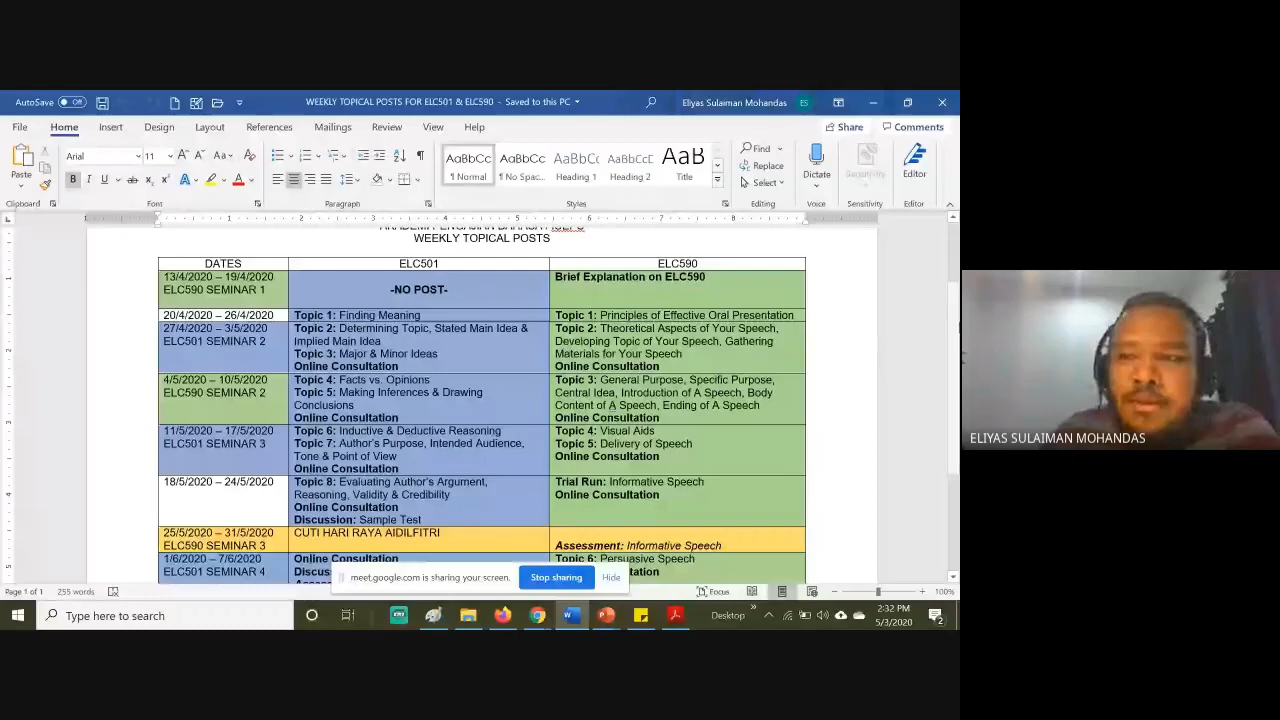 AutoSave Off
WEEKLY TOPICAL POSTS FOR ELC501 & ELC590 - Saved to this PC
Eliyas Sulaiman Mohandas ES
File Home Insert Design Layout References Mailings Review View Help
Share Comments
Paste
Arial 11
AaBbCc AaBbCc AaBbCc AaBbCcC AaB
¶ Normal ¶ No Spac... Heading 1 Heading 2 Title
Find
Replace
Select
Dictate
Sensitivity
Editor
Clipboard Font Paragraph Styles Editing Voice Sensitivity Editor
WEEKLY TOPICAL POSTS
DATES ELC501 ELC590
13/4/2020 – 19/4/2020
ELC590 SEMINAR 1
-NO POST-
Brief Explanation on ELC590
20/4/2020 – 26/4/2020
Topic 1: Finding Meaning
Topic 1: Principles of Effective Oral Presentation
27/4/2020 – 3/5/2020
ELC501 SEMINAR 2
Topic 2: Determining Topic, Stated Main Idea &
Implied Main Idea
Topic 3: Major & Minor Ideas
Online Consultation
Topic 2: Theoretical Aspects of Your Speech,
Developing Topic of Your Speech, Gathering
Materials for Your Speech
Online Consultation
4/5/2020 – 10/5/2020
ELC590 SEMINAR 2
Topic 4: Facts vs. Opinions
Topic 5: Making Inferences & Drawing
Conclusions
Online Consultation
Topic 3: General Purpose, Specific Purpose,
Central Idea, Introduction of A Speech, Body
Content of A Speech, Ending of A Speech
Online Consultation
11/5/2020 – 17/5/2020
ELC501 SEMINAR 3
Topic 6: Inductive & Deductive Reasoning
Topic 7: Author's Purpose, Intended Audience,
Tone & Point of View
Online Consultation
Topic 4: Visual Aids
Topic 5: Delivery of Speech
Online Consultation
18/5/2020 – 24/5/2020
Topic 8: Evaluating Author's Argument,
Reasoning, Validity & Credibility
Online Consultation
Discussion: Sample Test
Trial Run: Informative Speech
Online Consultation
25/5/2020 – 31/5/2020
ELC590 SEMINAR 3
CUTI HARI RAYA AIDILFITRI
Assessment: Informative Speech
1/6/2020 – 7/6/2020
ELC501 SEMINAR 4
Online Consultation
Topic 6: Persuasive Speech
meet.google.com is sharing your screen. Stop sharing Hide
Page 1 of 1 255 words
Focus
100%
Type here to search
Desktop
2:32 PM
5/3/2020
2
ELIYAS SULAIMAN MOHANDAS